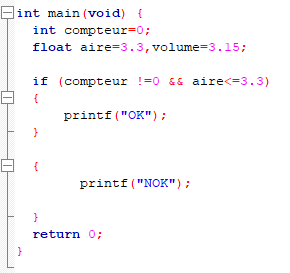 int main(void) {
int compteur=0;
float aire=3.3,volume=3.15;
if (compteur !=0 && aire<=3.3)
{
printf("OK");
}
{
printf("NOK");
}
return 0;
}